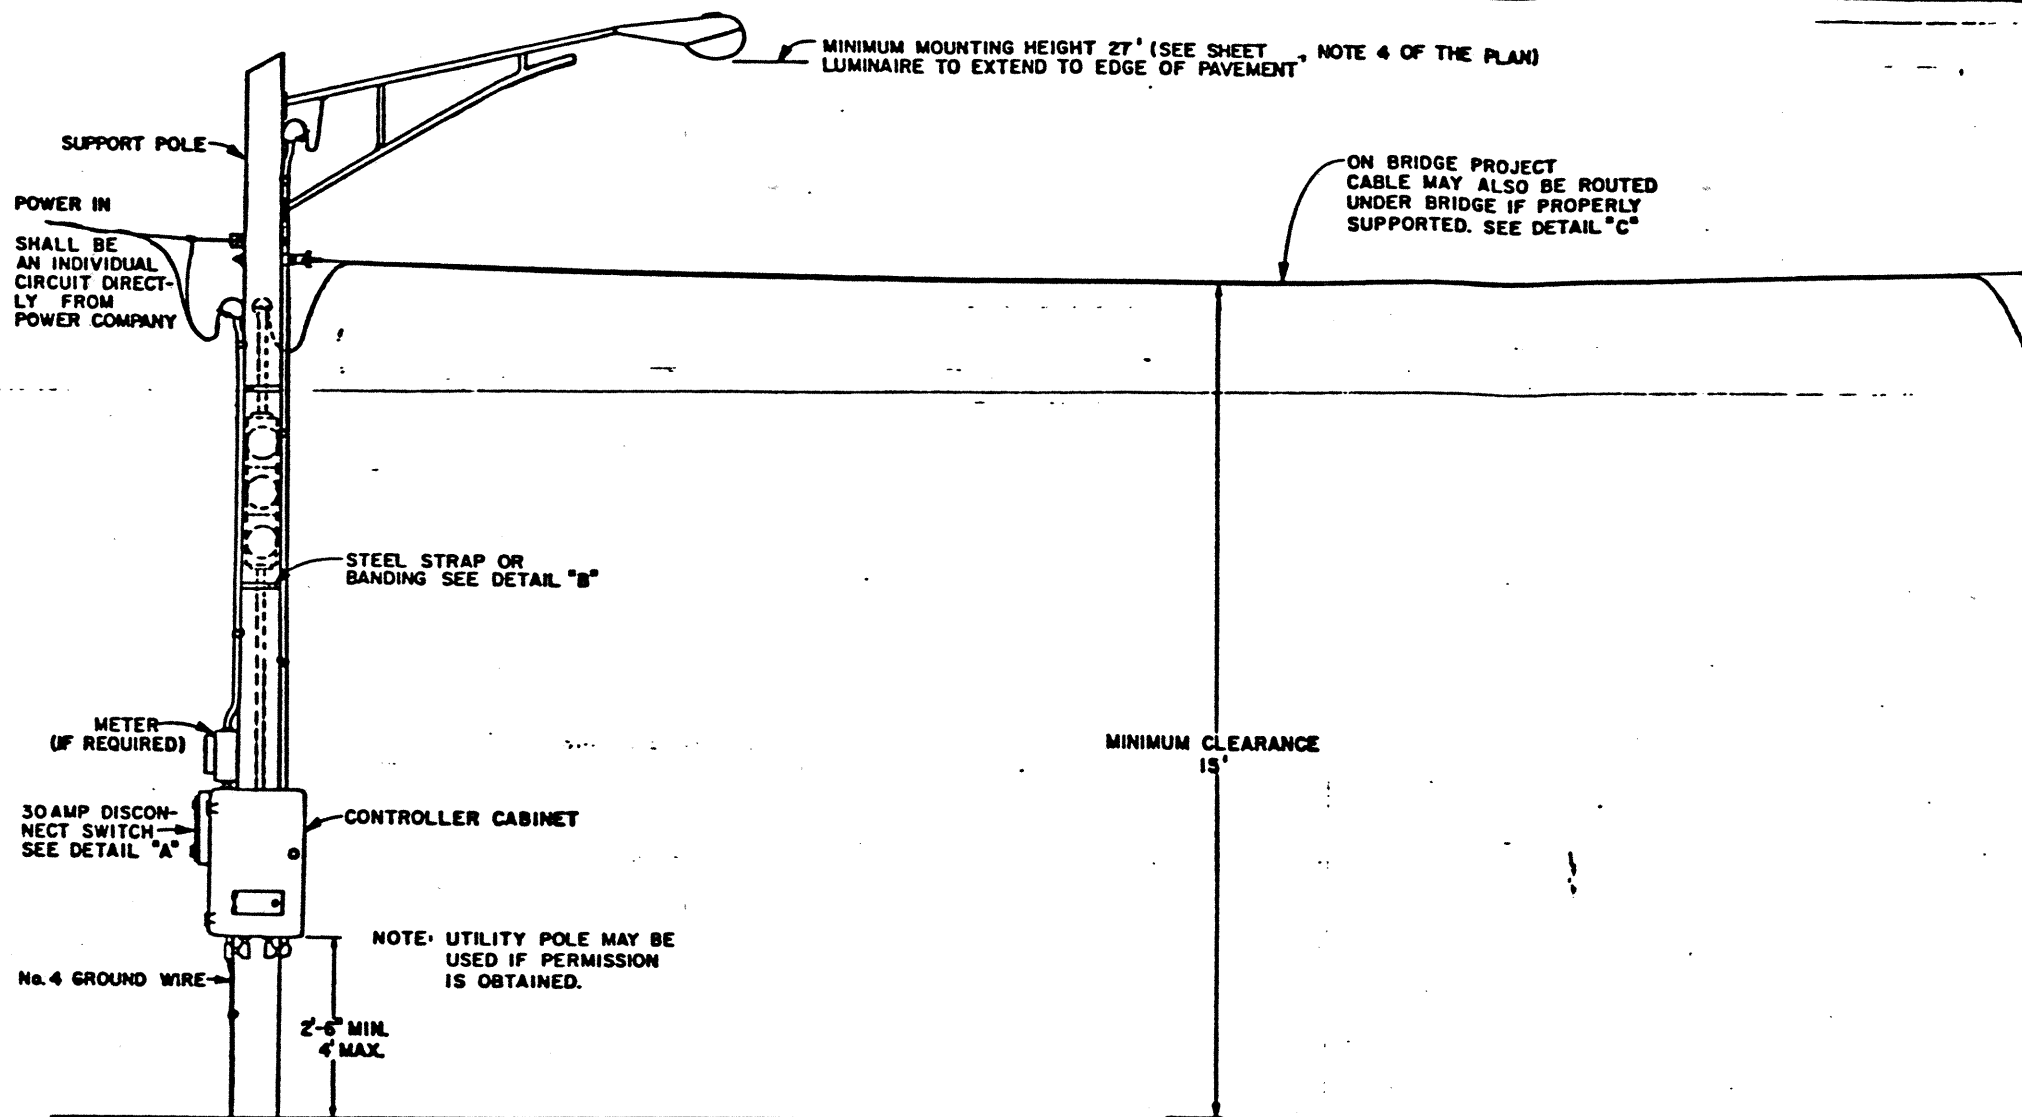 MINIMUM MOUNTING HEIGHT 27' (SEE SHEET , NOTE 4 OF THE PLAN)
LUMINAIRE TO EXTEND TO EDGE OF PAVEMENT
SUPPORT POLE
ON BRIDGE PROJECT
CABLE MAY ALSO BE ROUTED
UNDER BRIDGE IF PROPERLY
SUPPORTED. SEE DETAIL "C"
POWER IN
SHALL BE
AN INDIVIDUAL
CIRCUIT DIRECT-
LY FROM
POWER COMPANY
STEEL STRAP OR
BANDING SEE DETAIL "B"
METER
(IF REQUIRED)
MINIMUM CLEARANCE
15'
30 AMP DISCON-
NECT SWITCH
SEE DETAIL "A"
CONTROLLER CABINET
NOTE: UTILITY POLE MAY BE
USED IF PERMISSION
IS OBTAINED.
No. 4 GROUND WIRE
2'-6" MIN.
4' MAX.